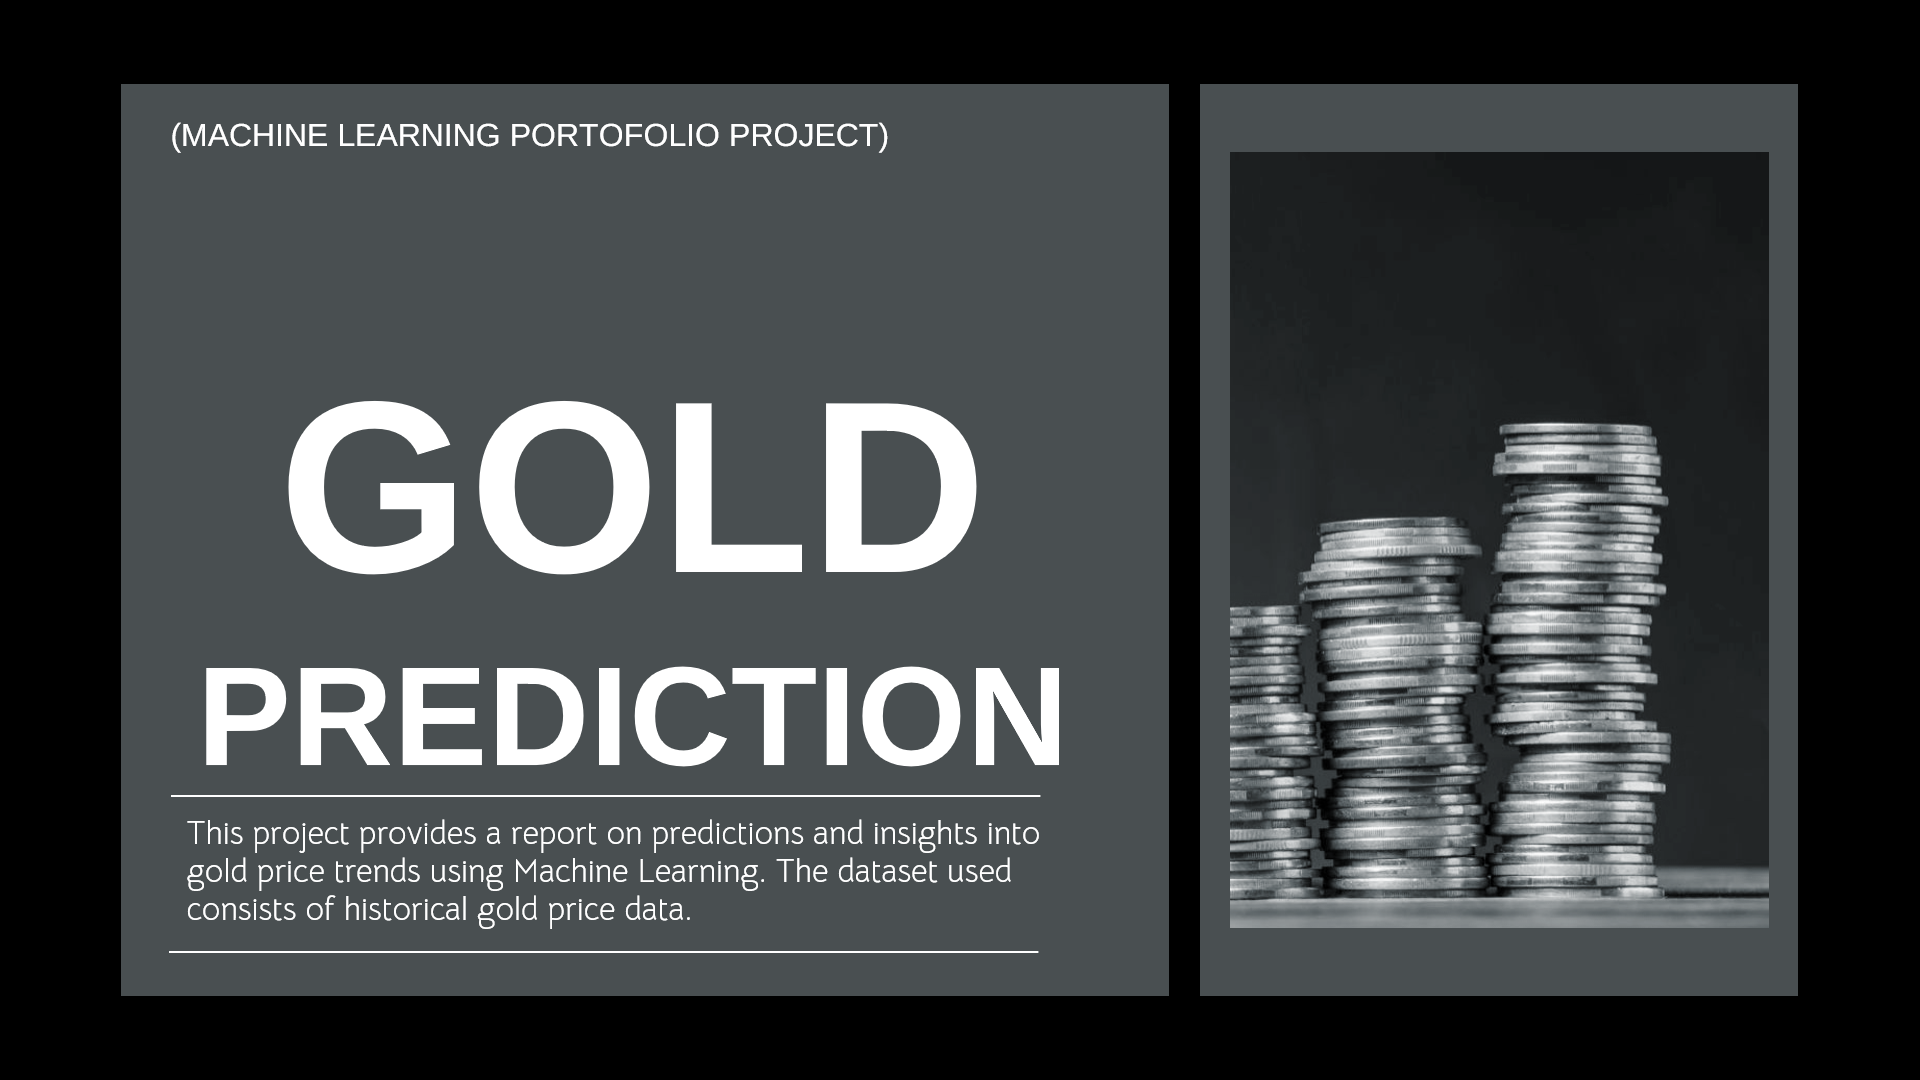 (MACHINE LEARNING PORTOFOLIO PROJECT)
GOLD
PREDICTION
This project provides a report on predictions and insights into
gold price trends using Machine Learning. The dataset used
consists of historical gold price data.